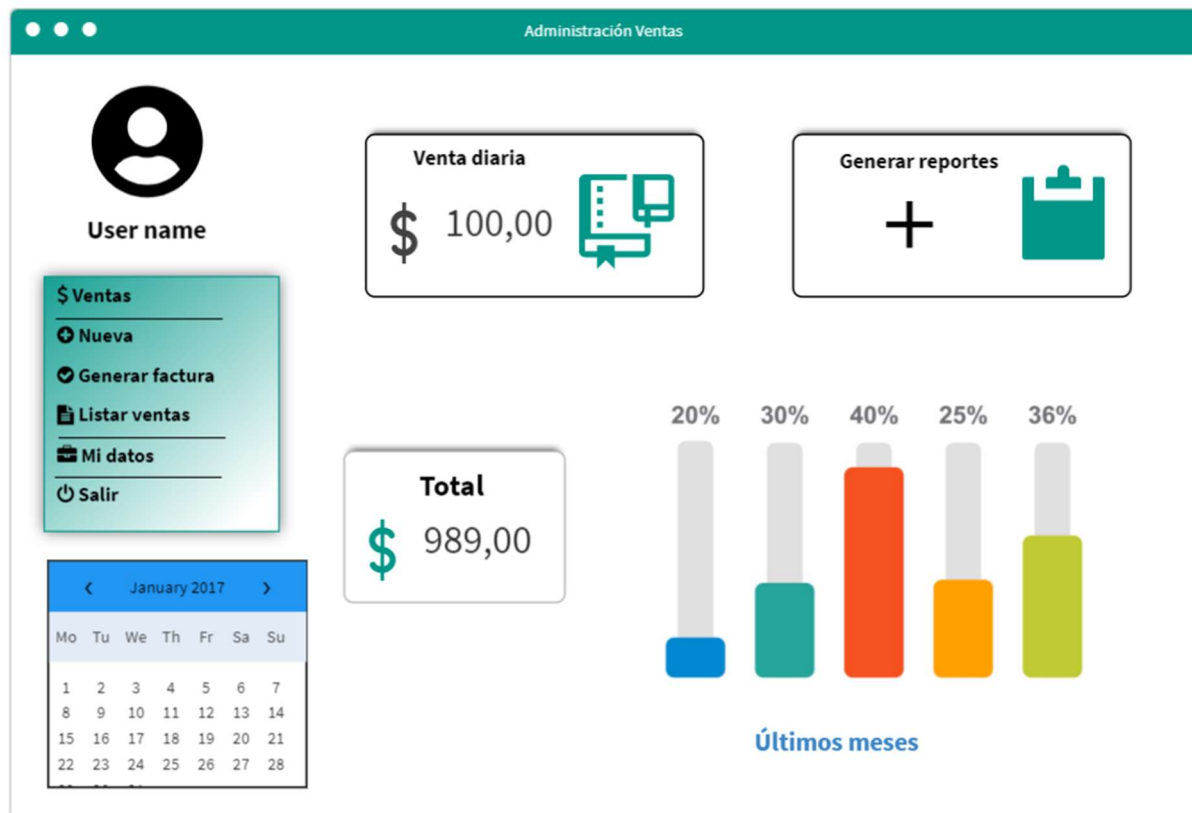 Administración Ventas
User name
$ Ventas
Nueva
Generar factura
Listar ventas
Mi datos
Salir
January 2017
Mo Tu We Th Fr Sa Su
1 2 3 4 5 6 7
8 9 10 11 12 13 14
15 16 17 18 19 20 21
22 23 24 25 26 27 28
Venta diaria
$ 100,00
Generar reportes
+
Total
$ 989,00
20% 30% 40% 25% 36%
Últimos meses